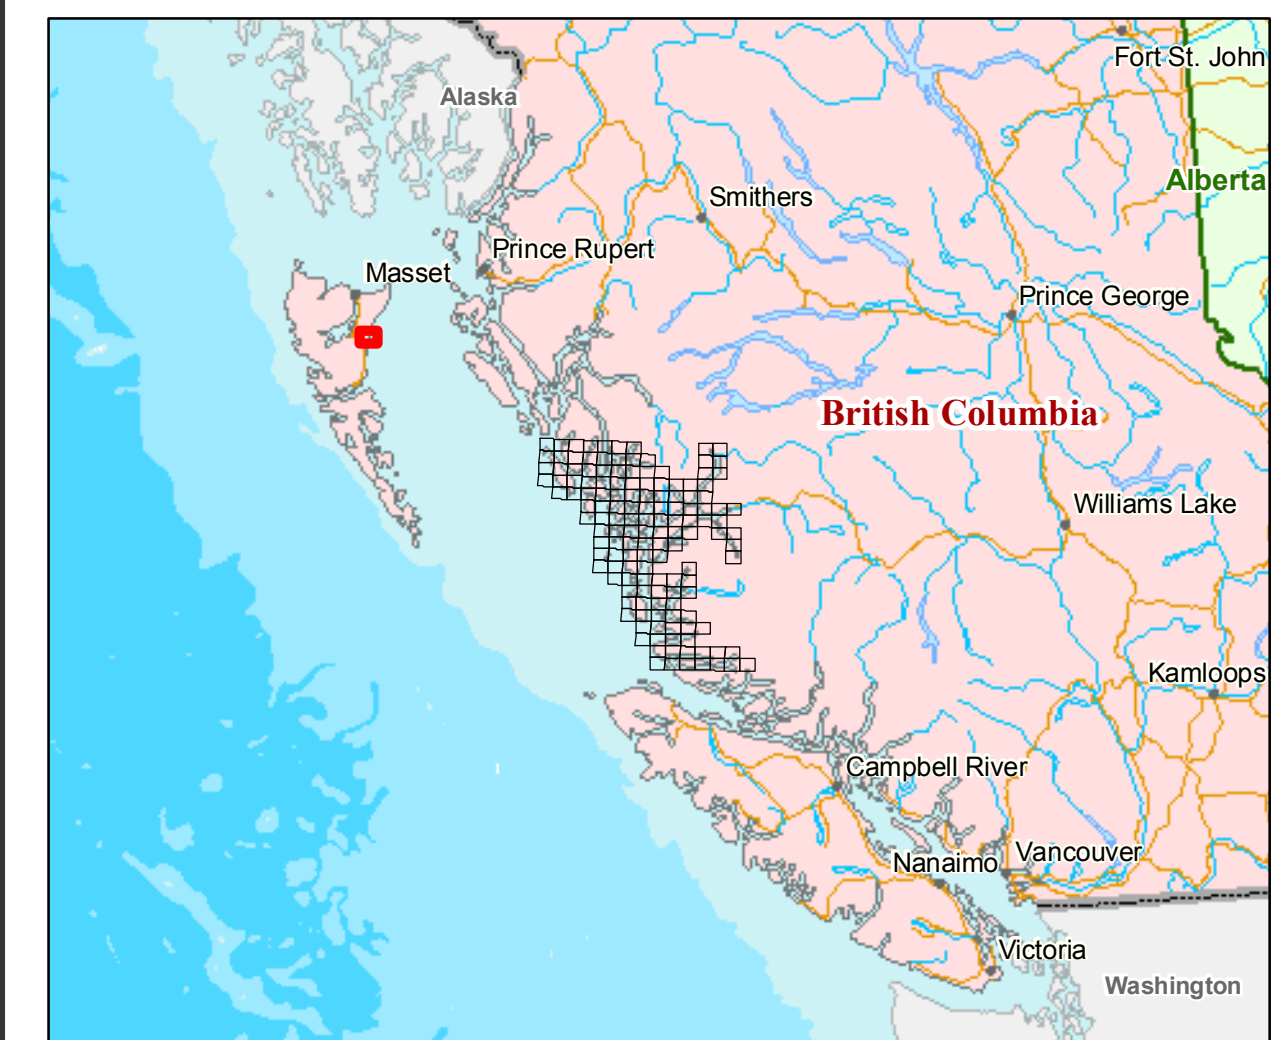 Fort St. John
Alaska
Alberta
Smithers
Prince Rupert
Masset
Prince George
British Columbia
Williams Lake
Kamloops
Campbell River
Vancouver
Nanaimo
Victoria
Washington